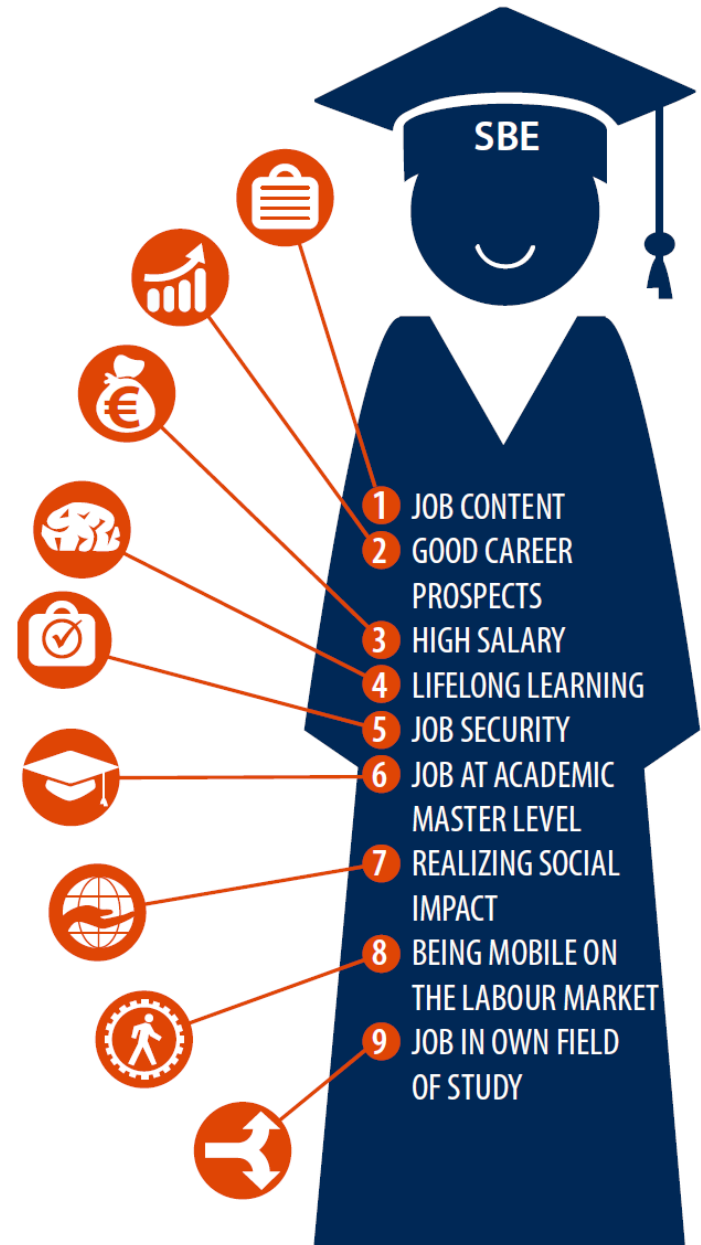 SBE
1 JOB CONTENT
2 GOOD CAREER
PROSPECTS
€
3 HIGH SALARY
4 LIFELONG LEARNING
5 JOB SECURITY
6 JOB AT ACADEMIC
MASTER LEVEL
7 REALIZING SOCIAL
IMPACT
8 BEING MOBILE ON
THE LABOUR MARKET
9 JOB IN OWN FIELD
OF STUDY